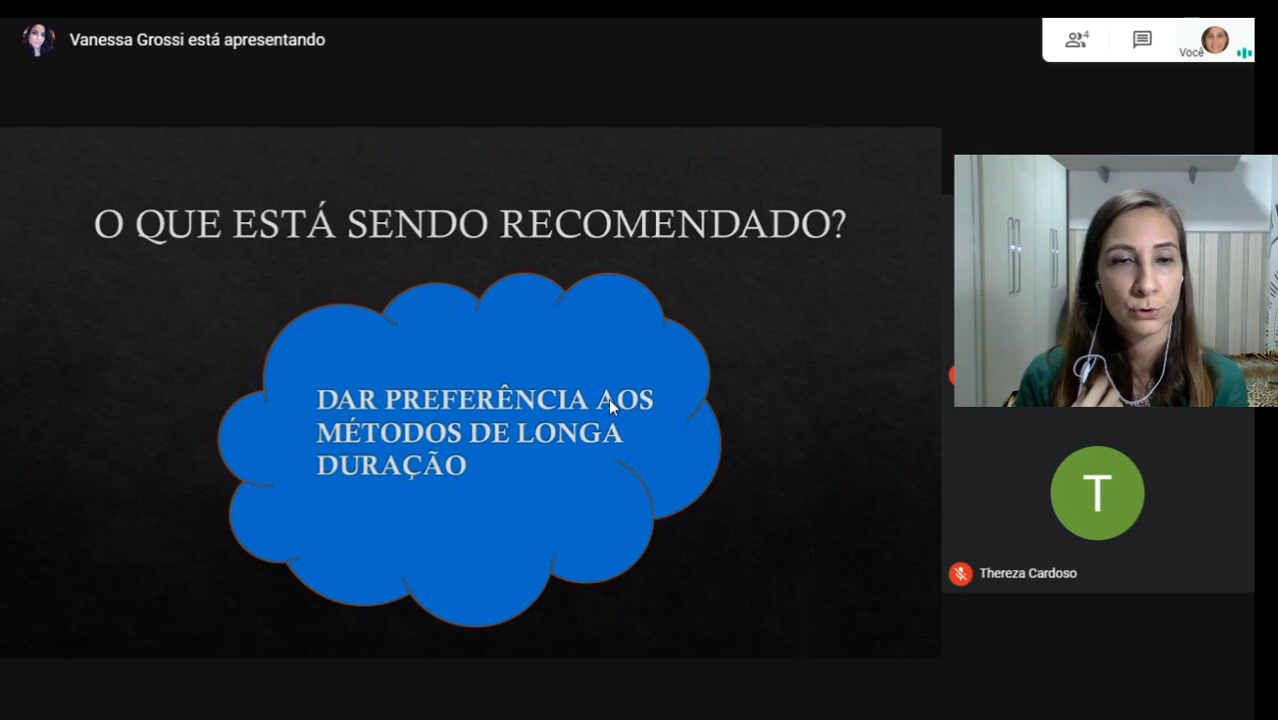 Vanessa Grossi está apresentando
4
Você
O QUE ESTÁ SENDO RECOMENDADO?
DAR PREFERÊNCIA AOS
MÉTODOS DE LONGA
DURAÇÃO
T
Thereza Cardoso